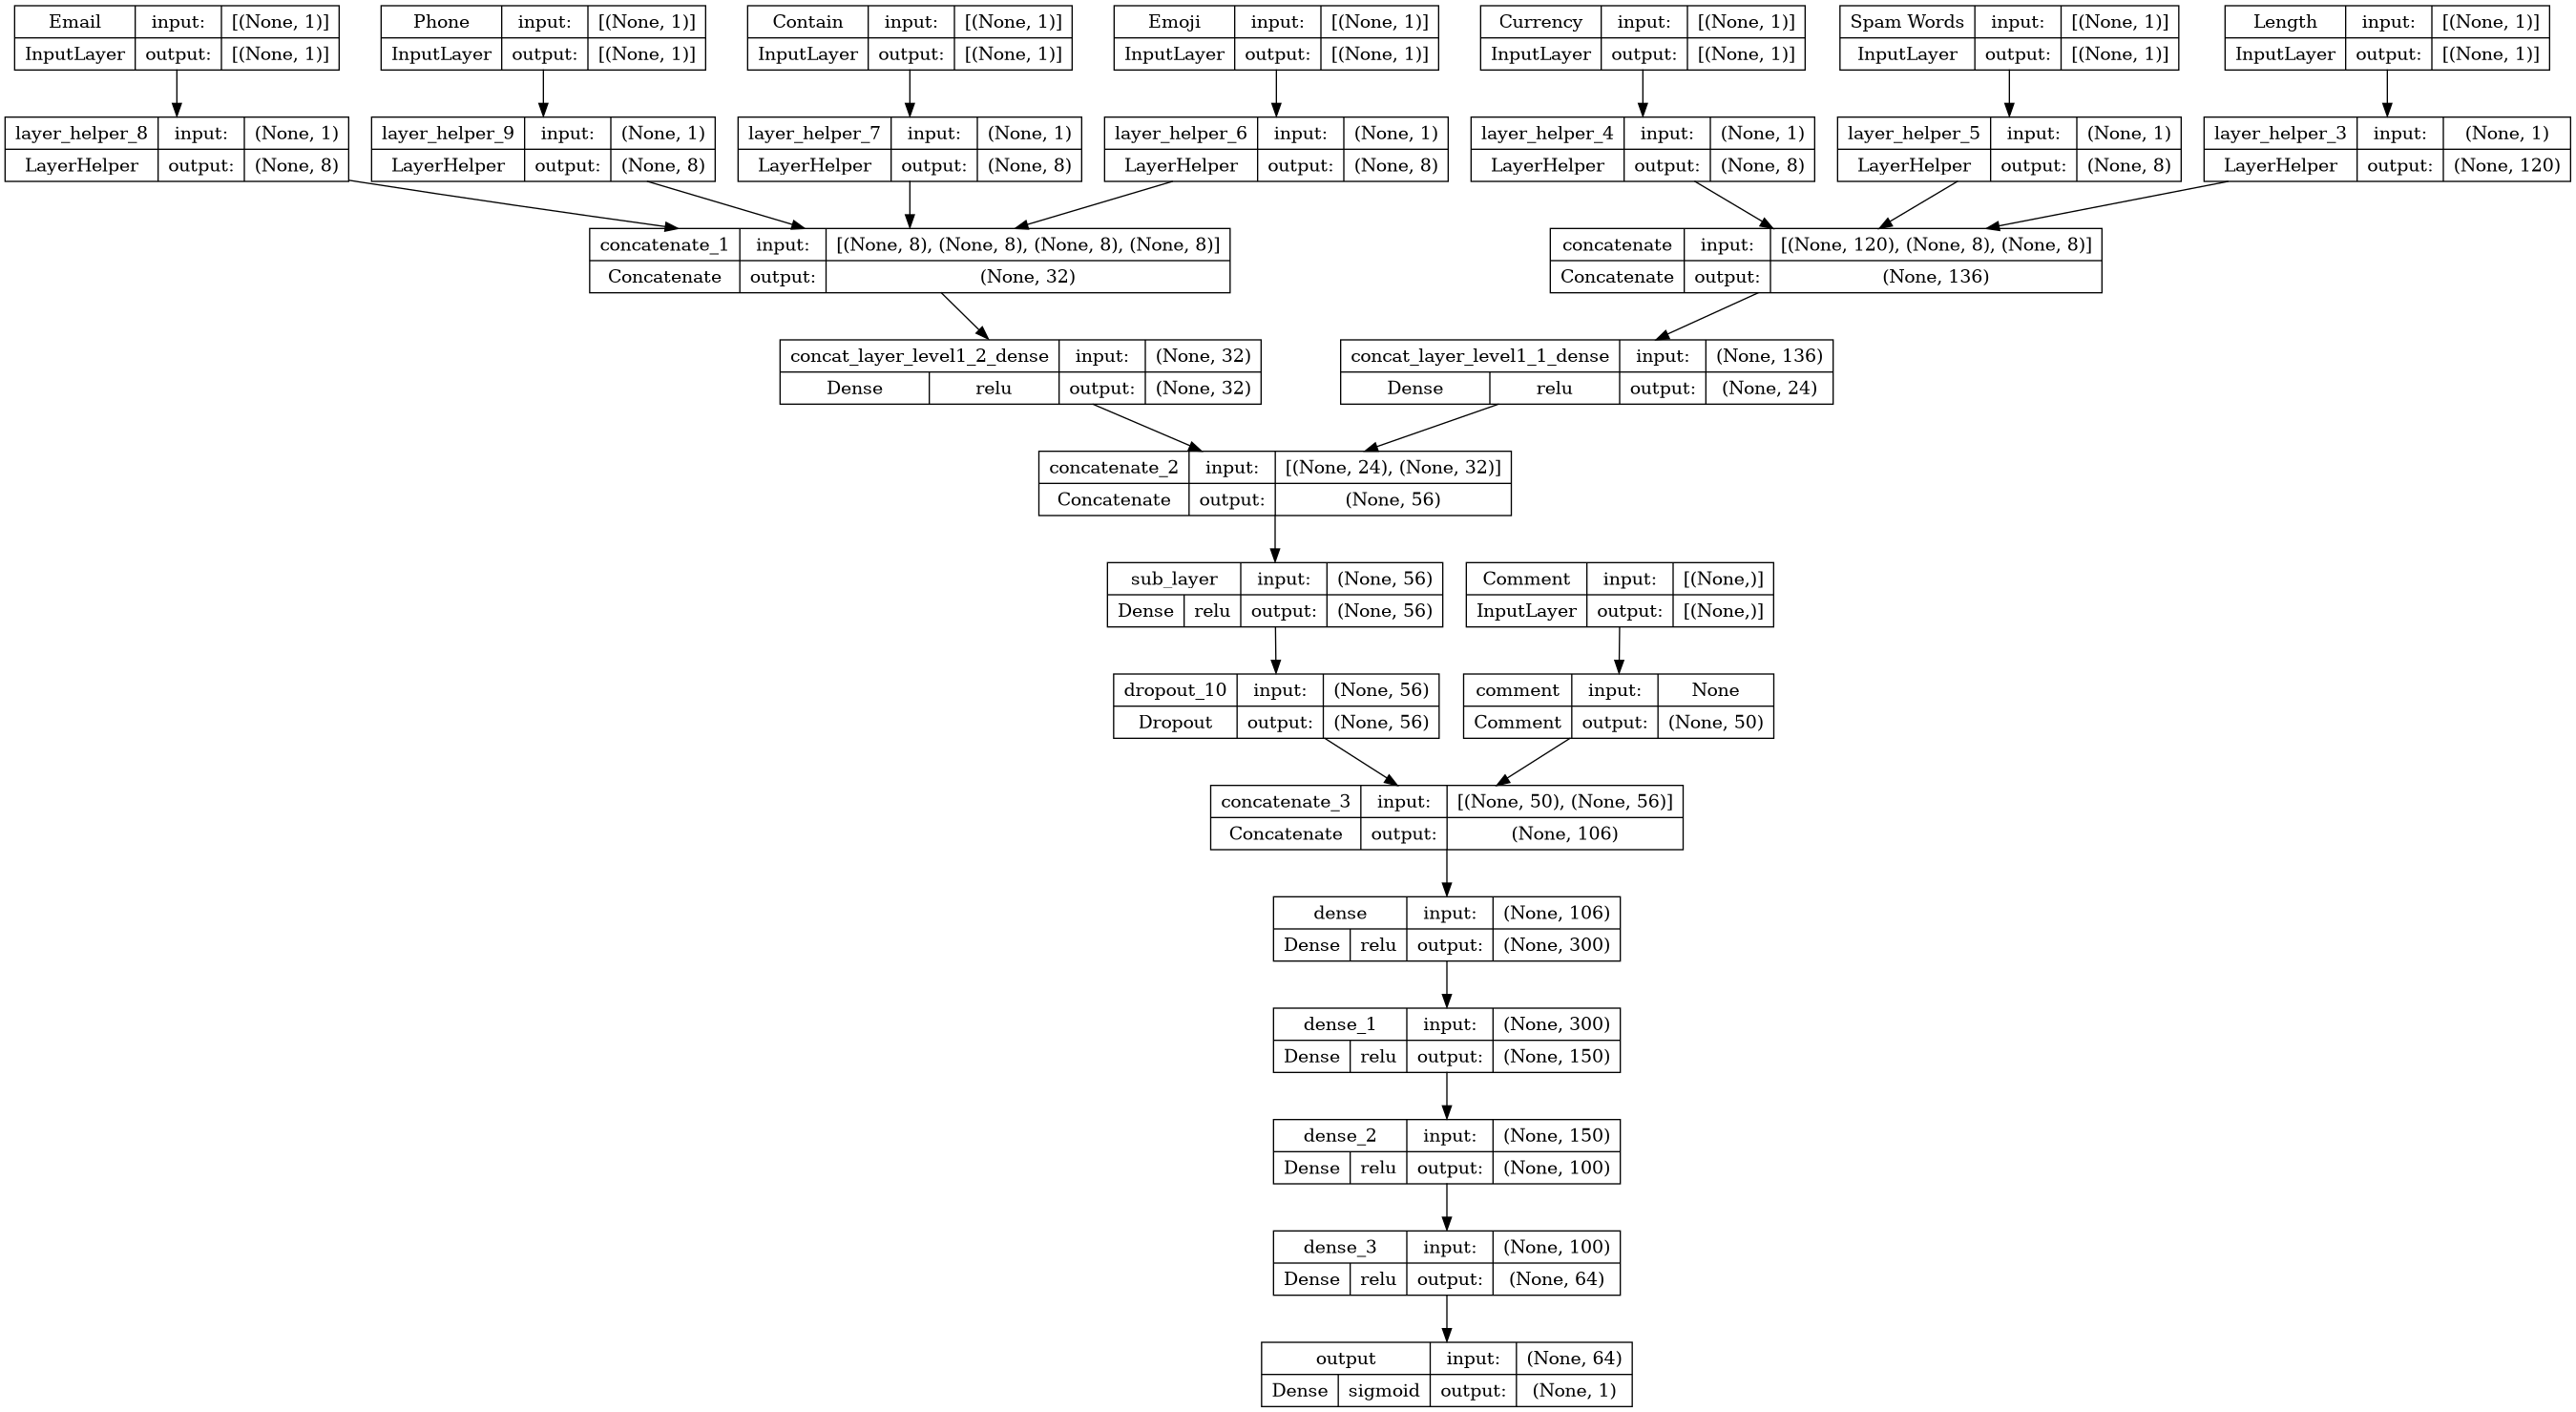 Email input: [(None, 1)] Phone input: [(None, 1)] Contain input: [(None, 1)] Emoji input: [(None, 1)] Currency input: [(None, 1)] Spam Words input: [(None, 1)] Length input: [(None, 1)]
InputLayer output: [(None, 1)] InputLayer output: [(None, 1)] InputLayer output: [(None, 1)] InputLayer output: [(None, 1)] InputLayer output: [(None, 1)] InputLayer output: [(None, 1)] InputLayer output: [(None, 1)]
layer_helper_8 input: (None, 1) layer_helper_9 input: (None, 1) layer_helper_7 input: (None, 1) layer_helper_6 input: (None, 1) layer_helper_4 input: (None, 1) layer_helper_5 input: (None, 1) layer_helper_3 input: (None, 1)
LayerHelper output: (None, 8) LayerHelper output: (None, 8) LayerHelper output: (None, 8) LayerHelper output: (None, 8) LayerHelper output: (None, 8) LayerHelper output: (None, 8) LayerHelper output: (None, 120)
concatenate_1 input: [(None, 8), (None, 8), (None, 8), (None, 8)] concatenate input: [(None, 120), (None, 8), (None, 8)]
Concatenate output: (None, 32) Concatenate output: (None, 136)
concat_layer_level1_2_dense input: (None, 32) concat_layer_level1_1_dense input: (None, 136)
Dense relu output: (None, 32) Dense relu output: (None, 24)
concatenate_2 input: [(None, 24), (None, 32)]
Concatenate output: (None, 56)
sub_layer input: (None, 56) Comment input: [(None,)]
Dense relu output: (None, 56) InputLayer output: [(None,)]
dropout_10 input: (None, 56) comment input: None
Dropout output: (None, 56) Comment output: (None, 50)
concatenate_3 input: [(None, 50), (None, 56)]
Concatenate output: (None, 106)
dense input: (None, 106)
Dense relu output: (None, 300)
dense_1 input: (None, 300)
Dense relu output: (None, 150)
dense_2 input: (None, 150)
Dense relu output: (None, 100)
dense_3 input: (None, 100)
Dense relu output: (None, 64)
output input: (None, 64)
Dense sigmoid output: (None, 1)